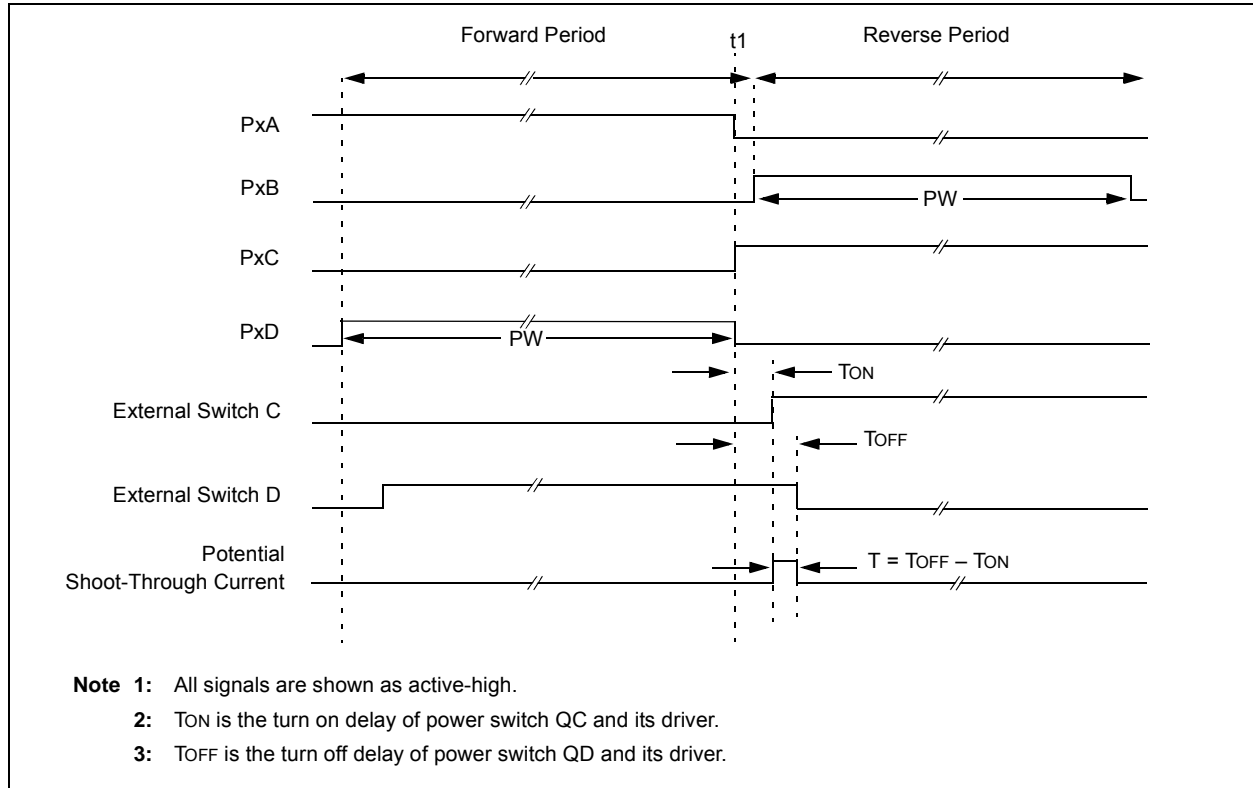 Forward Period
t1
Reverse Period
PxA
PxB
PW
PxC
PxD
PW
TON
External Switch C
TOFF
External Switch D
Potential
Shoot-Through Current
T = TOFF – TON
Note 1: All signals are shown as active-high.
2: TON is the turn on delay of power switch QC and its driver.
3: TOFF is the turn off delay of power switch QD and its driver.